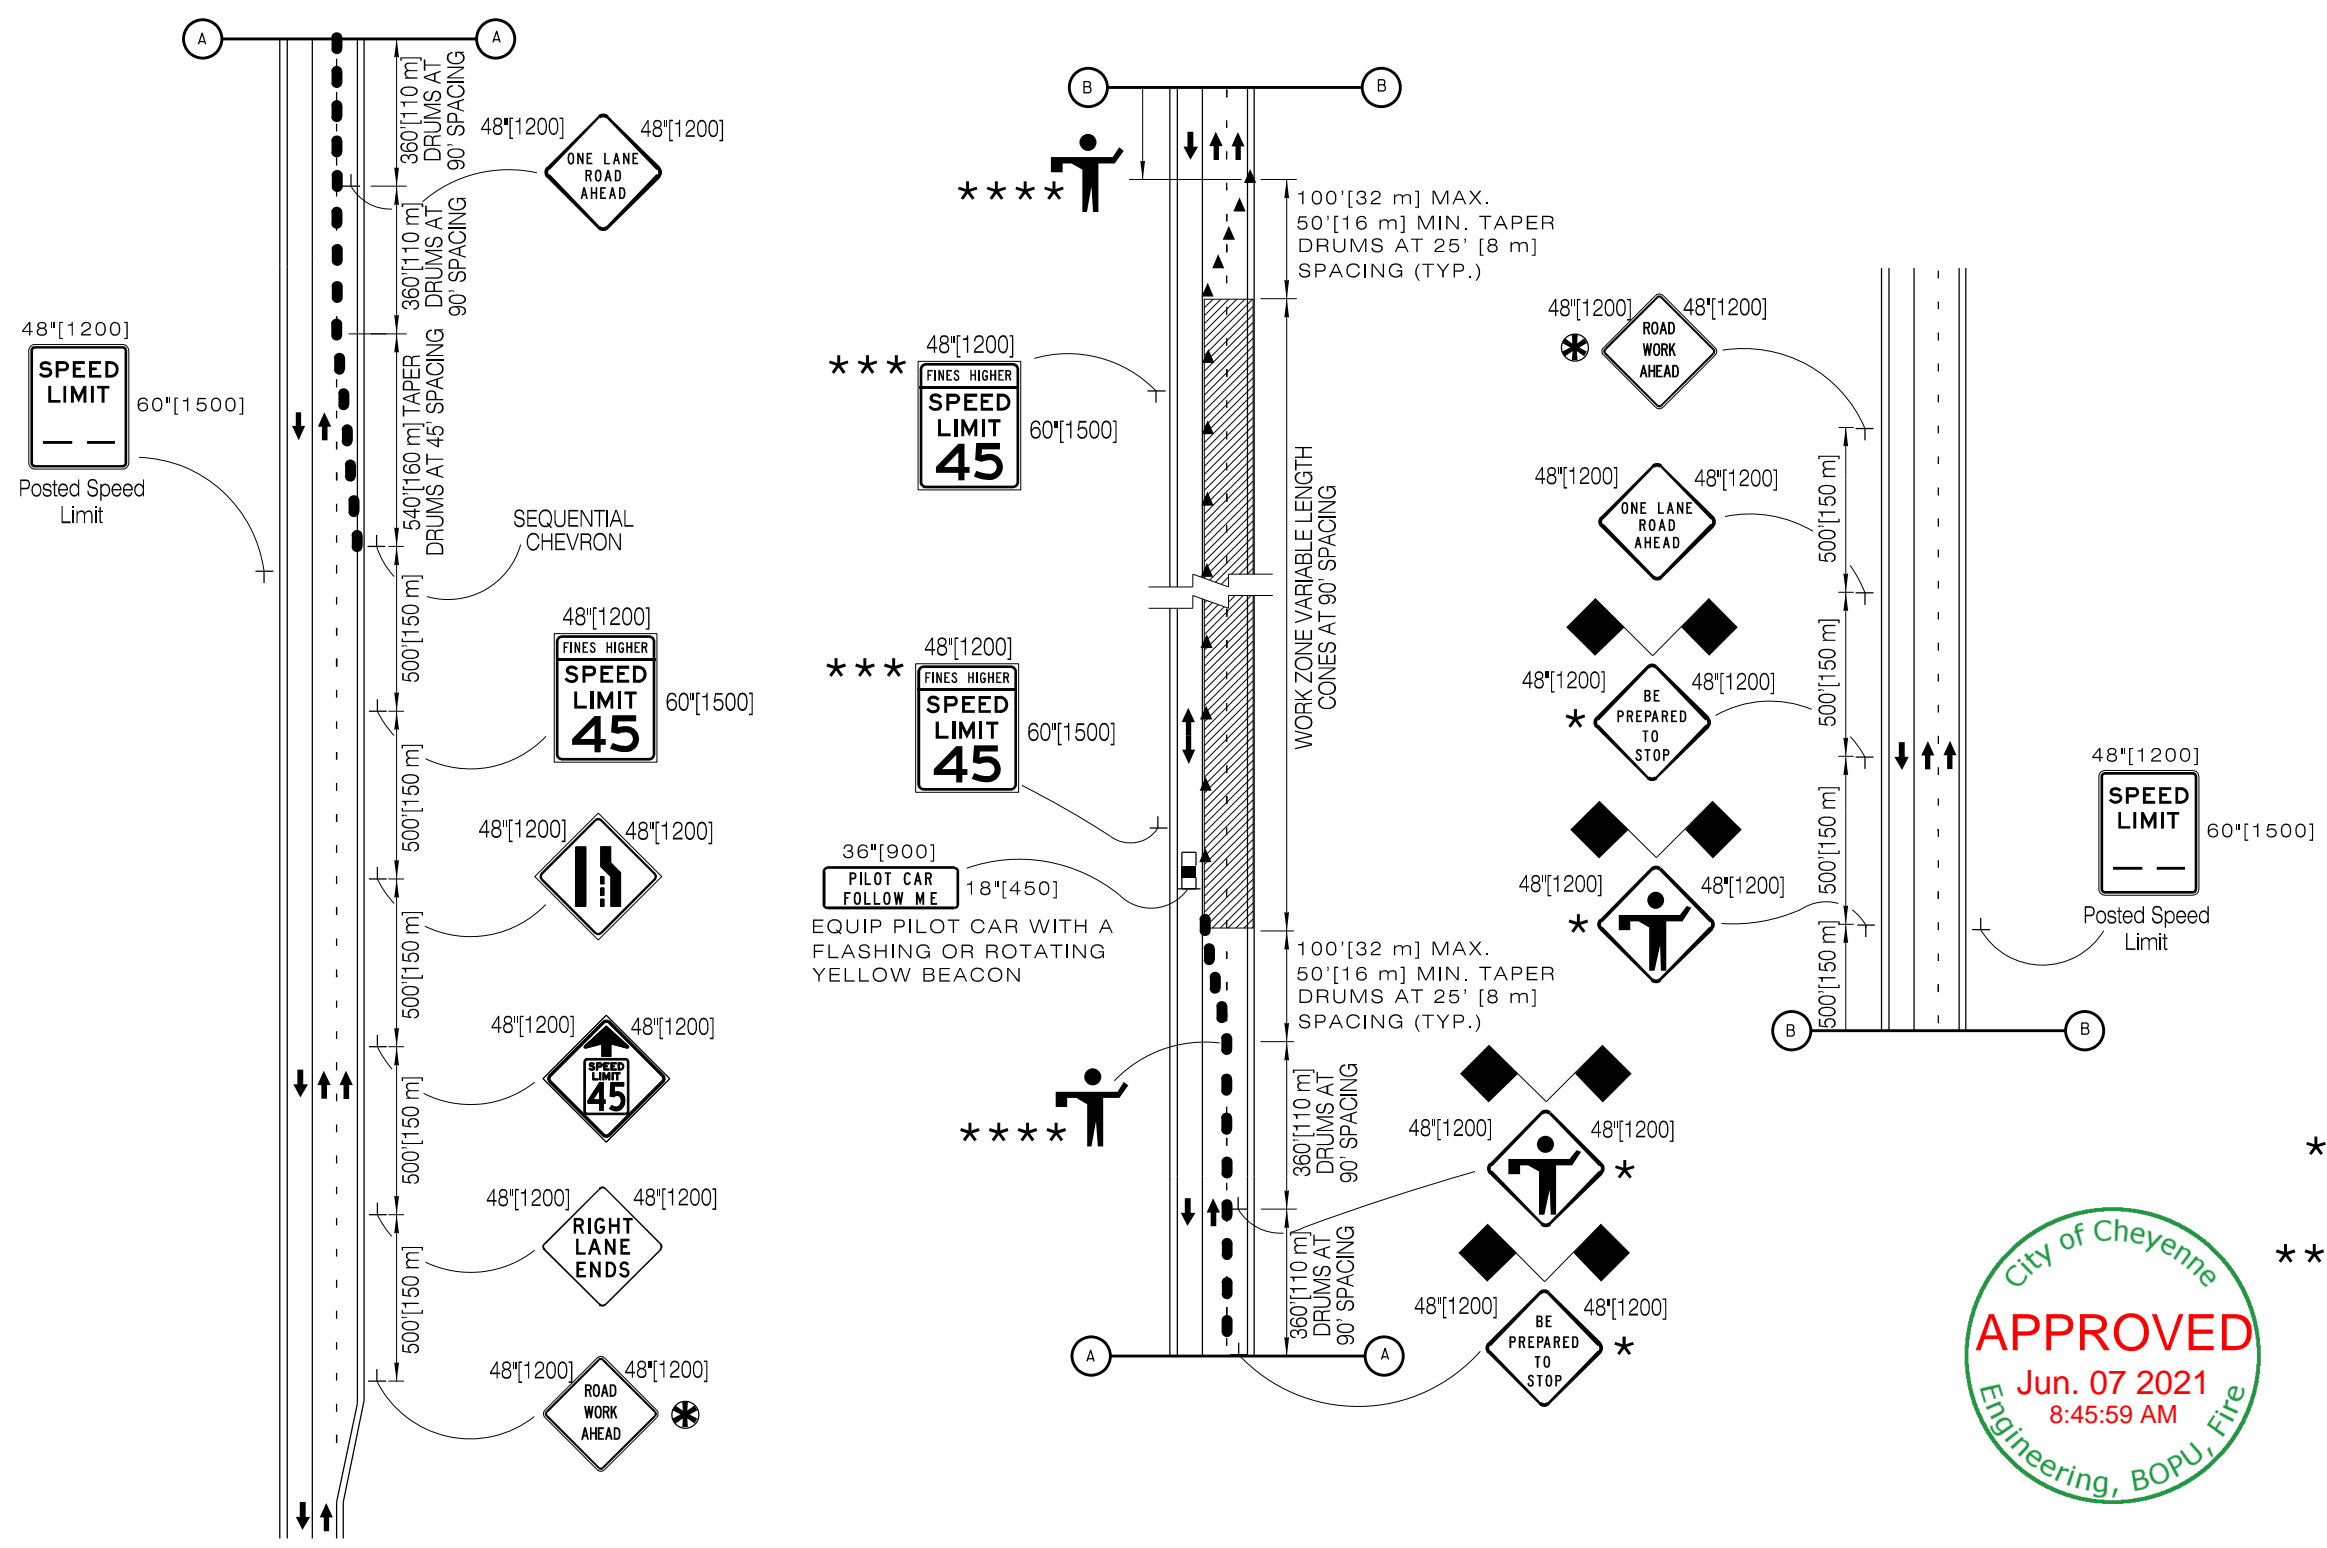 A
A
360'[110 m]
DRUMS AT
90' SPACING
48"[1200]
48"[1200]
ONE LANE
ROAD
AHEAD
360'[110 m]
DRUMS AT
90' SPACING
48"[1200]
SPEED
LIMIT
_ _
60"[1500]
Posted Speed
Limit
540'[160 m] TAPER
DRUMS AT 45' SPACING
SEQUENTIAL
CHEVRON
500'[150 m]
48"[1200]
FINES HIGHER
SPEED
LIMIT
45
60"[1500]
500'[150 m]
48"[1200]
48"[1200]
500'[150 m]
48"[1200]
48"[1200]
SPEED
LIMIT
45
500'[150 m]
48"[1200]
48"[1200]
RIGHT
LANE
ENDS
500'[150 m]
48"[1200]
48"[1200]
ROAD
WORK
AHEAD
*
B
B
****
100'[32 m] MAX.
50'[16 m] MIN. TAPER
DRUMS AT 25' [8 m]
SPACING (TYP.)
***
48"[1200]
FINES HIGHER
SPEED
LIMIT
45
60"[1500]
WORK ZONE VARIABLE LENGTH
CONES AT 90' SPACING
***
48"[1200]
FINES HIGHER
SPEED
LIMIT
45
60"[1500]
36"[900]
PILOT CAR
FOLLOW ME
18"[450]
EQUIP PILOT CAR WITH A
FLASHING OR ROTATING
YELLOW BEACON
100'[32 m] MAX.
50'[16 m] MIN. TAPER
DRUMS AT 25' [8 m]
SPACING (TYP.)
****
360'[110 m]
DRUMS AT
90' SPACING
48"[1200]
48"[1200]
*
360'[110 m]
DRUMS AT
90' SPACING
48"[1200]
48"[1200]
BE
PREPARED
TO
STOP
*
A
A
48"[1200]
48"[1200]
*
ROAD
WORK
AHEAD
48"[1200]
48"[1200]
ONE LANE
ROAD
AHEAD
500'[150 m]
48"[1200]
48"[1200]
*
BE
PREPARED
TO
STOP
500'[150 m]
48"[1200]
48"[1200]
*
500'[150 m]
500'[150 m]
48"[1200]
SPEED
LIMIT
_ _
60"[1500]
Posted Speed
Limit
B
B
*
**
City of Cheyenne
APPROVED
Jun. 07 2021
8:45:59 AM
Engineering, BOPU, Fire